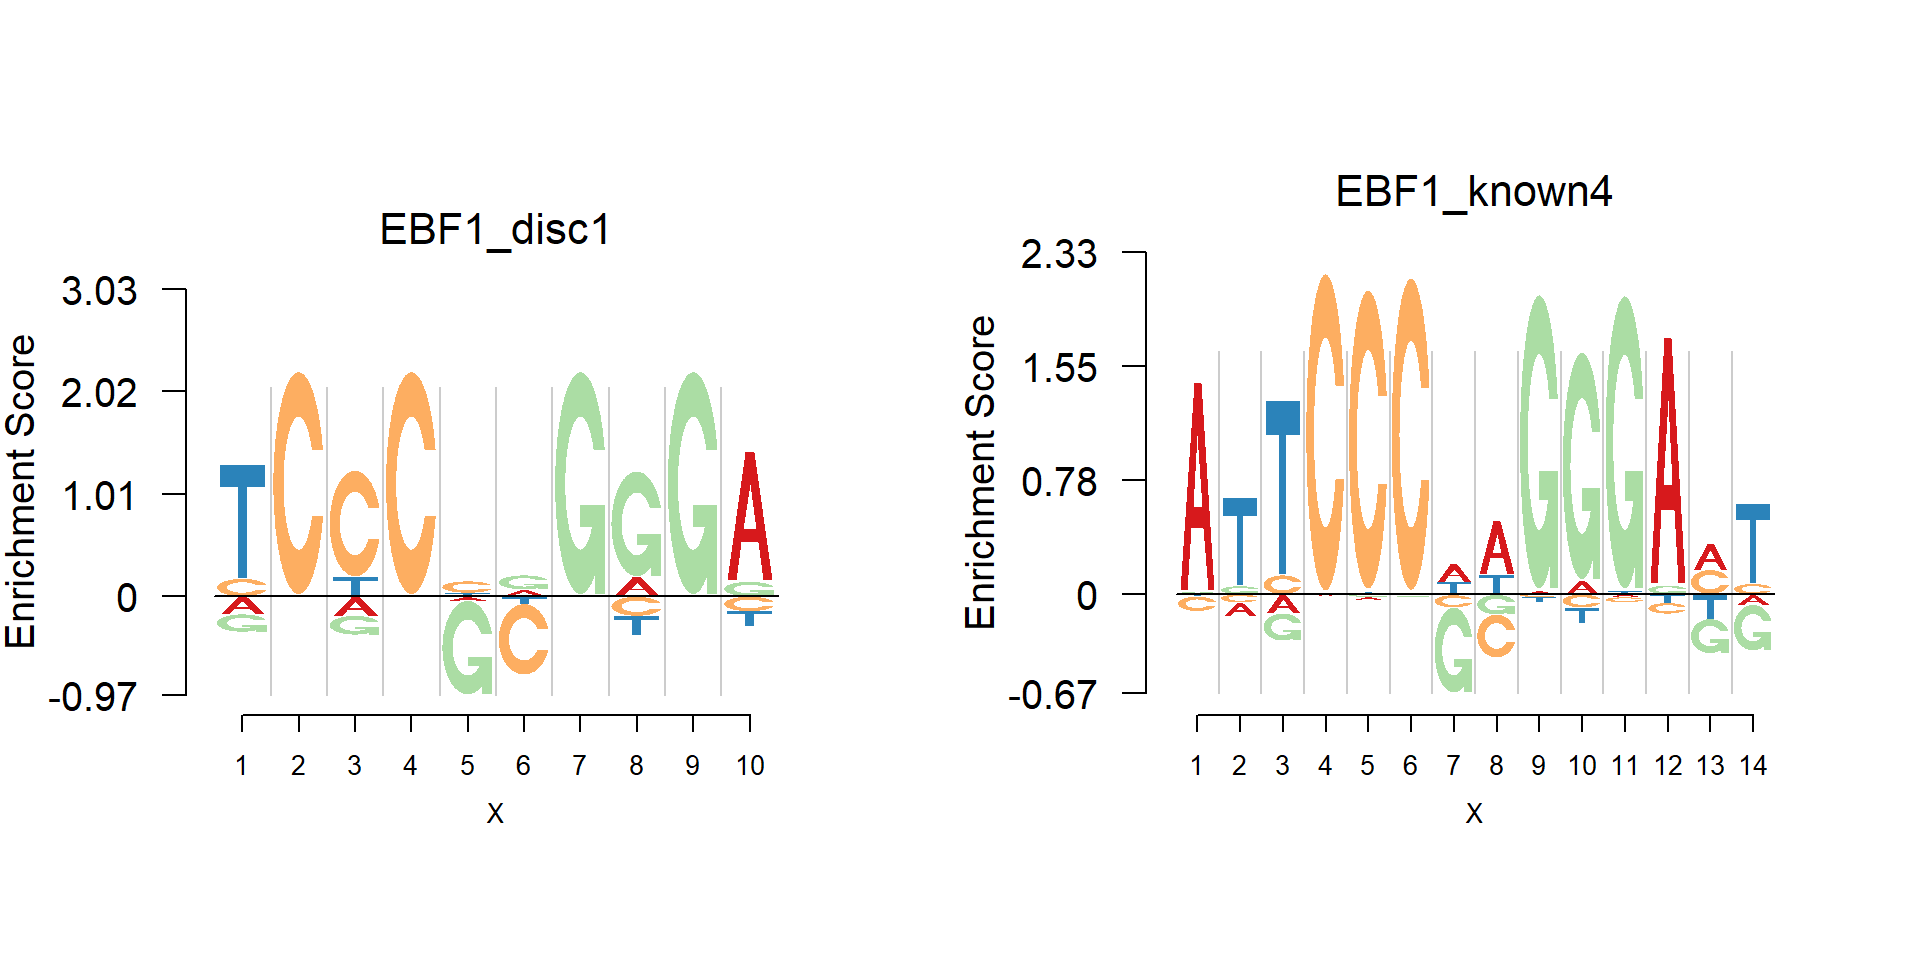 EBF1_disc1
Enrichment Score
3.03
2.02
1.01
0
-0.97
1 2 3 4 5 6 7 8 9 10
X
EBF1_known4
Enrichment Score
2.33
1.55
0.78
0
-0.67
1 2 3 4 5 6 7 8 9 10 11 12 13 14
X